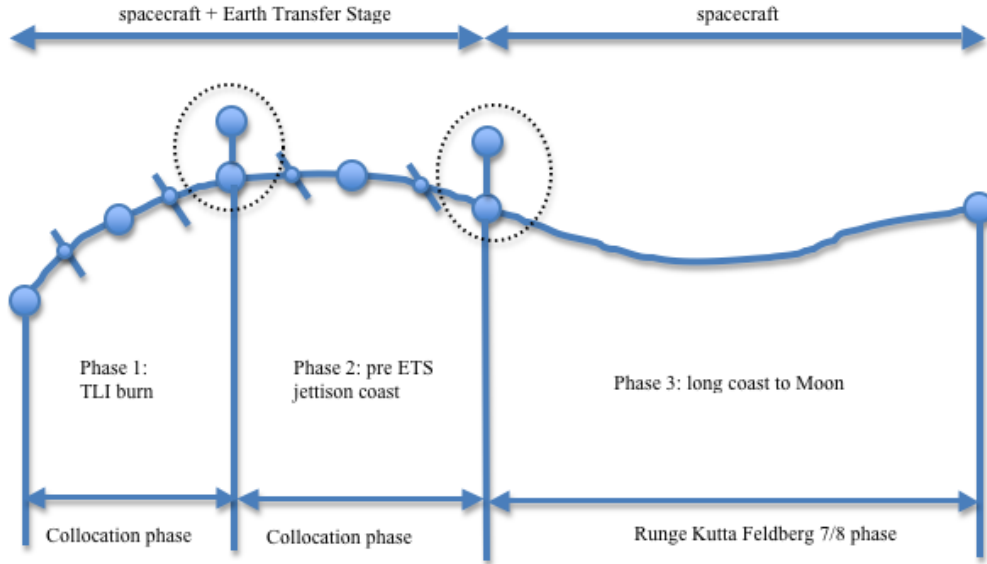 spacecraft + Earth Transfer Stage
spacecraft
Phase 1:
TLI burn
Phase 2: pre ETS
jettison coast
Phase 3: long coast to Moon
Collocation phase
Collocation phase
Runge Kutta Feldberg 7/8 phase